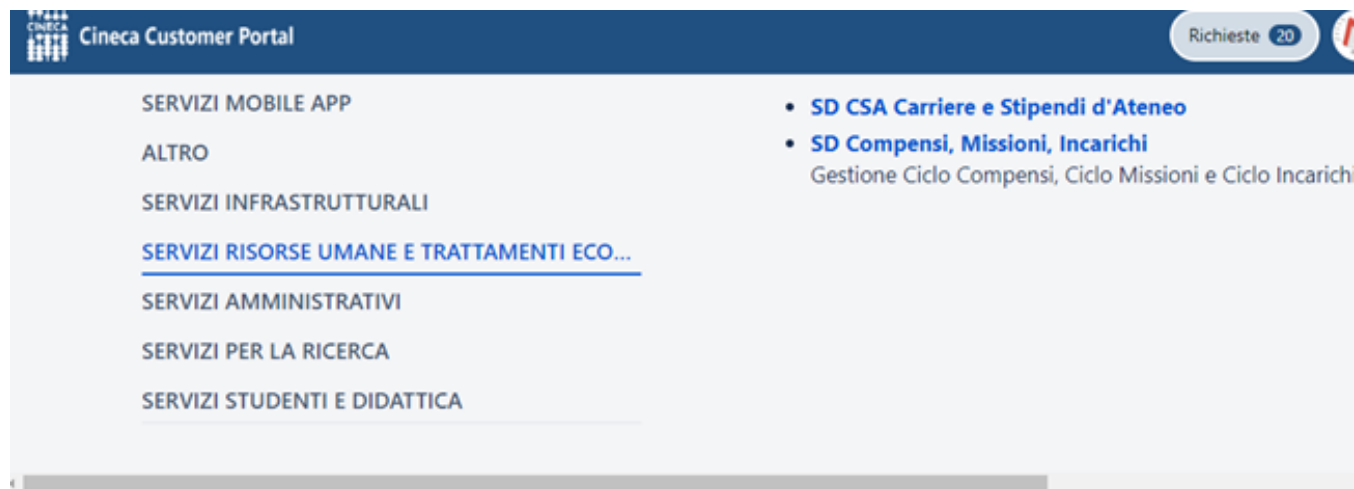 CINECA
Cineca Customer Portal
Richieste 20
SERVIZI MOBILE APP
ALTRO
SERVIZI INFRASTRUTTURALI
SERVIZI RISORSE UMANE E TRATTAMENTI ECO...
SERVIZI AMMINISTRATIVI
SERVIZI PER LA RICERCA
SERVIZI STUDENTI E DIDATTICA
SD CSA Carriere e Stipendi d'Ateneo
SD Compensi, Missioni, Incarichi
Gestione Ciclo Compensi, Ciclo Missioni e Ciclo Incarichi